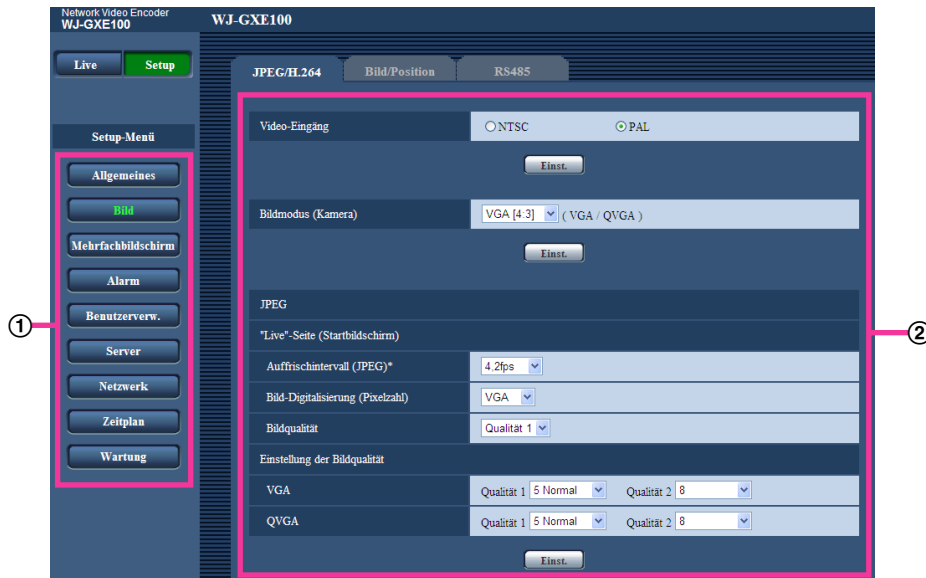 Network Video Encoder
WJ-GXE100
WJ-GXE100
Live Setup
JPEG/H.264 Bild/Position RS485
Setup-Menü
Allgemeines
Bild
Mehrfachbildschirm
Alarm
Benutzerverw.
Server
Netzwerk
Zeitplan
Wartung
①
Video-Eingäng NTSC PAL
Einst.
Bildmodus (Kamera) VGA [4:3] ( VGA / QVGA )
Einst.
JPEG
"Live"-Seite (Startbildschirm)
Auffrischintervall (JPEG)* 4,2fps
Bild-Digitalisierung (Pixelzahl) VGA
Bildqualität Qualität 1
Einstellung der Bildqualität
VGA Qualität 1 5 Normal Qualität 2 8
QVGA Qualität 1 5 Normal Qualität 2 8
Einst.
②